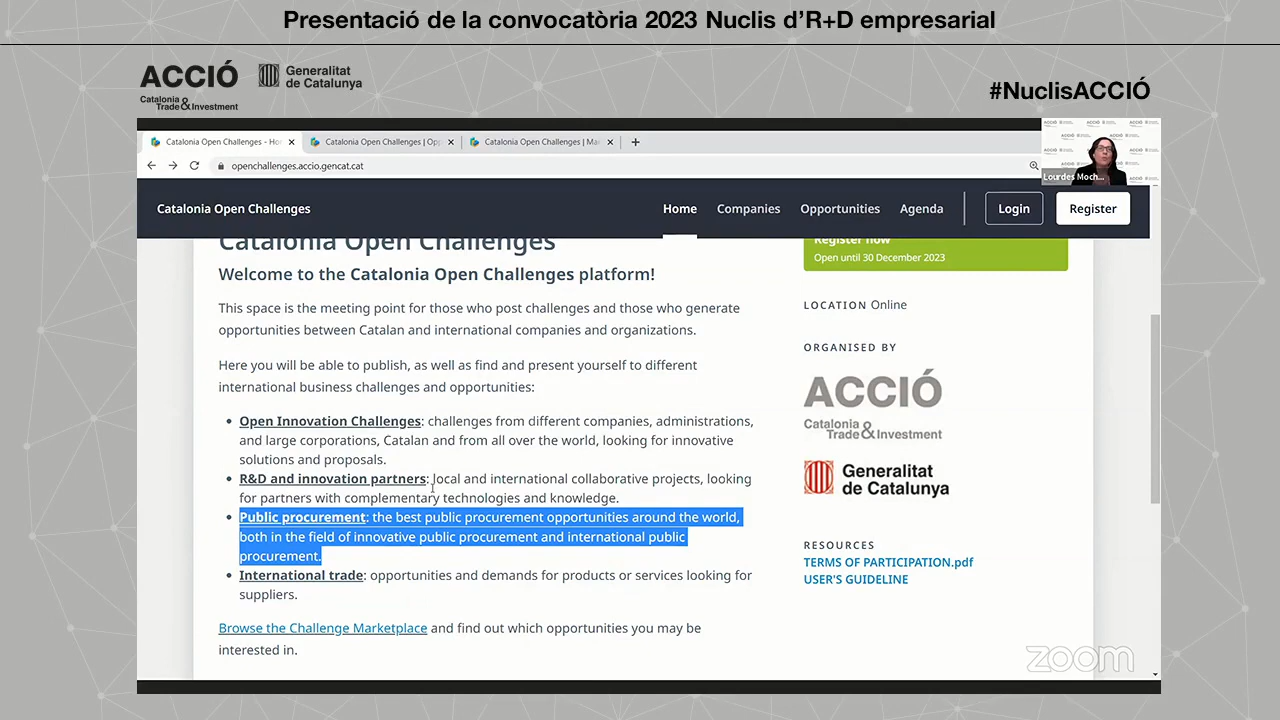 Presentació de la convocatòria 2023 Nuclis d'R+D empresarial
ACCIÓ
Catalonia
Trade & Investment
Generalitat
de Catalunya
#NuclisACCIÓ
Catalonia Open Challenges - Ho
Catalonia Open Challenges
Catalonia Open Challenges | Ma
openchallenges.accio.gencat.cat
Lourdes Moch...
Catalonia Open Challenges
Home
Companies
Opportunities
Agenda
Login
Register
Catalonia Open Challenges
Welcome to the Catalonia Open Challenges platform!
This space is the meeting point for those who post challenges and those who generate
opportunities between Catalan and international companies and organizations.
Here you will be able to publish, as well as find and present yourself to different
international business challenges and opportunities:
• Open Innovation Challenges: challenges from different companies, administrations,
and large corporations, Catalan and from all over the world, looking for innovative
solutions and proposals.
• R&D and innovation partners: local and international collaborative projects, looking
for partners with complementary technologies and knowledge.
• Public procurement: the best public procurement opportunities around the world,
both in the field of innovative public procurement and international public
procurement.
• International trade: opportunities and demands for products or services looking for
suppliers.
Browse the Challenge Marketplace and find out which opportunities you may be
interested in.
Register now
Open until 30 December 2023
LOCATION Online
ORGANISED BY
ACCIÓ
Catalonia
Trade & Investment
Generalitat
de Catalunya
RESOURCES
TERMS OF PARTICIPATION.pdf
USER'S GUIDELINE
zoom